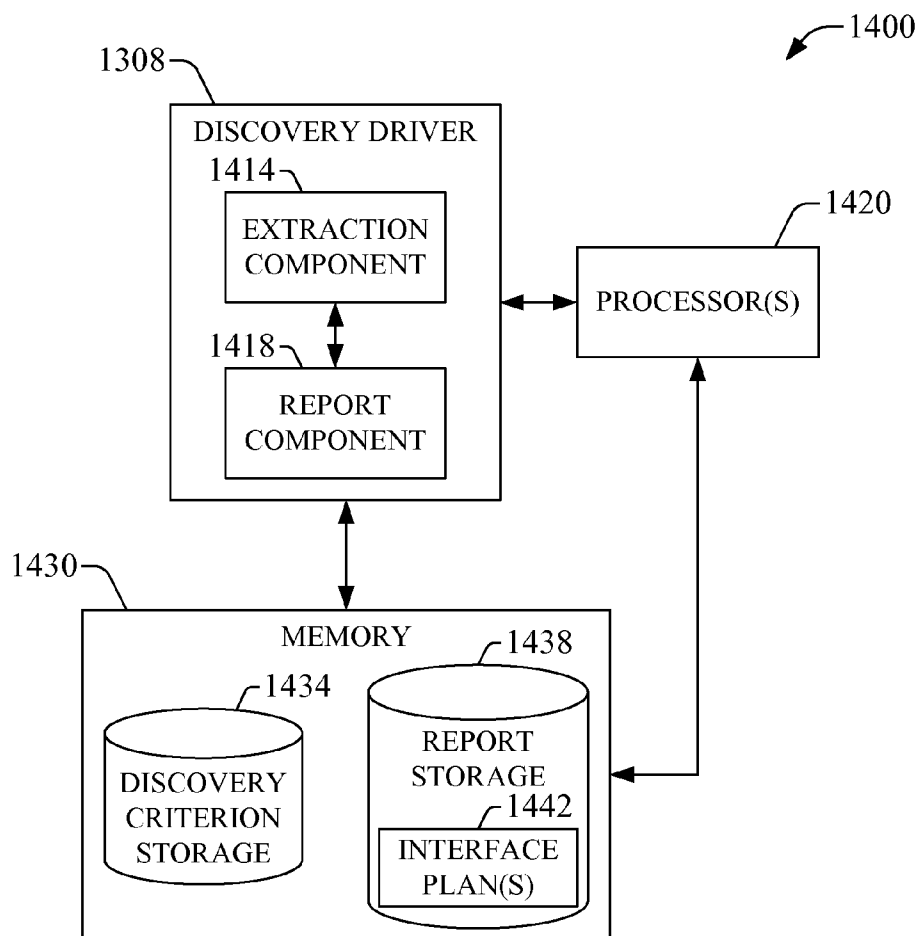 1400
1308
DISCOVERY DRIVER
1414
EXTRACTION
COMPONENT
1420
PROCESSOR(S)
1418
REPORT
COMPONENT
1430
MEMORY
1438
1434
REPORT
STORAGE
DISCOVERY
CRITERION
STORAGE
1442
INTERFACE
PLAN(S)